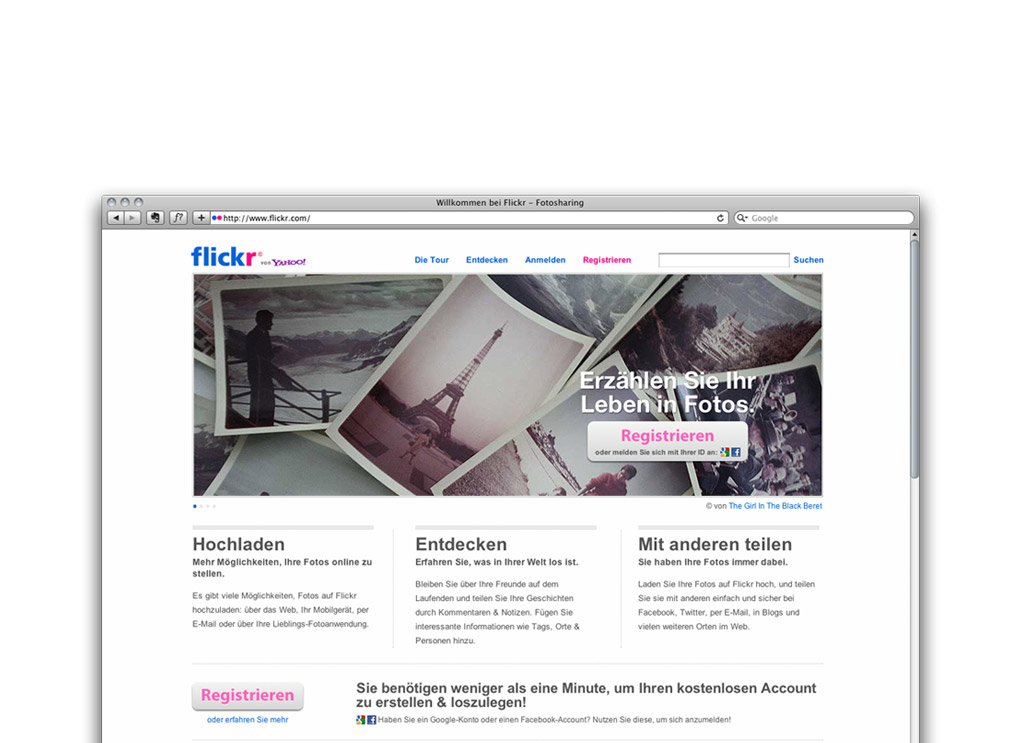 Willkommen bei Flickr – Fotosharing
http://www.flickr.com/
Google
flickr® von YAHOO!
Die Tour Entdecken Anmelden Registrieren Suchen
Erzählen Sie Ihr
Leben in Fotos.
Registrieren
oder melden Sie sich mit Ihrer ID an:
© von The Girl In The Black Beret
Hochladen
Mehr Möglichkeiten, Ihre Fotos online zu
stellen.
Es gibt viele Möglichkeiten, Fotos auf Flickr
hochzuladen: über das Web, Ihr Mobilgerät, per
E-Mail oder über Ihre Lieblings-Fotoanwendung.
Entdecken
Erfahren Sie, was in Ihrer Welt los ist.
Bleiben Sie über Ihre Freunde auf dem
Laufenden und teilen Sie Ihre Geschichten
durch Kommentaren & Notizen. Fügen Sie
interessante Informationen wie Tags, Orte &
Personen hinzu.
Mit anderen teilen
Sie haben Ihre Fotos immer dabei.
Laden Sie Ihre Fotos auf Flickr hoch, und teilen
Sie sie mit anderen einfach und sicher bei
Facebook, Twitter, per E-Mail, in Blogs und
vielen weiteren Orten im Web.
Registrieren
oder erfahren Sie mehr
Sie benötigen weniger als eine Minute, um Ihren kostenlosen Account
zu erstellen & loszulegen!
Haben Sie ein Google-Konto oder einen Facebook-Account? Nutzen Sie diese, um sich anzumelden!